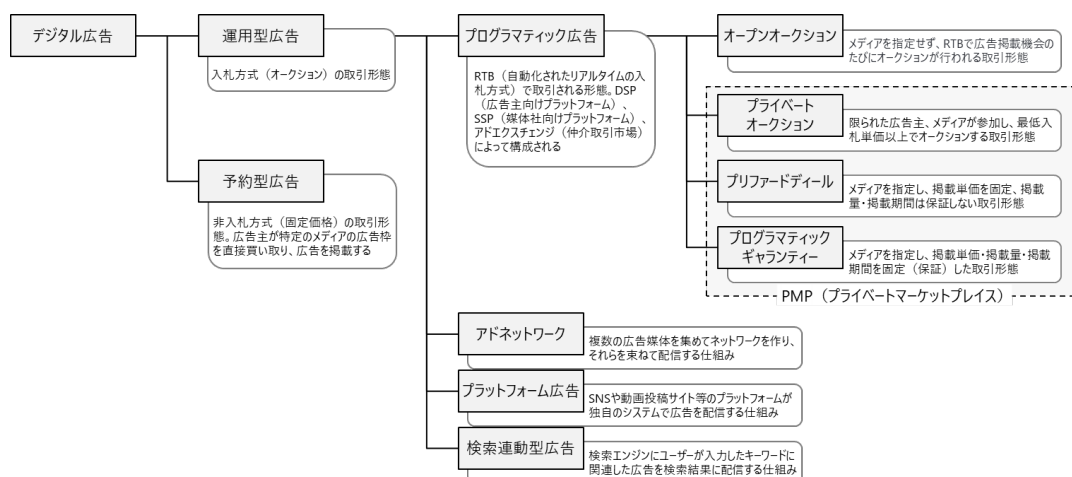 デジタル広告
運用型広告
入札方式（オークション）の取引形態
予約型広告
非入札方式（固定価格）の取引形
態。広告主が特定のメディアの広告枠
を直接買い取り、広告を掲載する
プログラマティック広告
RTB（自動化されたリアルタイムの入
札方式）で取引される形態。DSP
（広告主向けプラットフォーム）、
SSP（媒体社向けプラットフォーム）、
アドエクスチェンジ（仲介取引市場）
によって構成される
オープンオークション
メディアを指定せず、RTBで広告掲載機会の
たびにオークションが行われる取引形態
プライベート
オークション
限られた広告主、メディアが参加し、最低入
札単価以上でオークションする取引形態
プリファードディール
メディアを指定し、掲載単価を固定、掲載
量・掲載期間は保証しない取引形態
プログラマティック
ギャランティー
メディアを指定し、掲載単価・掲載量・掲載
期間を固定（保証）した取引形態
PMP（プライベートマーケットプレイス）
アドネットワーク
複数の広告媒体を集めてネットワークを作り、
それらを束ねて配信する仕組み
プラットフォーム広告
SNSや動画投稿サイト等のプラットフォームが
独自のシステムで広告を配信する仕組み
検索連動型広告
検索エンジンにユーザーが入力したキーワードに
関連した広告を検索結果に配信する仕組み